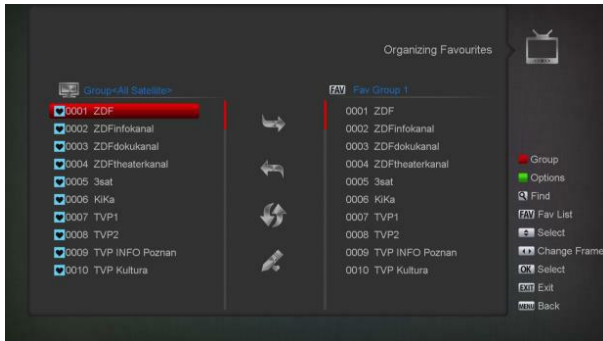 Organizing Favourites
Group<All Satellite>
0001 ZDF
0002 ZDFinfokanal
0003 ZDFdokukanal
0004 ZDFtheaterkanal
0005 3sat
0006 KiKa
0007 TVP1
0008 TVP2
0009 TVP INFO Poznan
0010 TVP Kultura
FAV Fav Group 1
0001 ZDF
0002 ZDFinfokanal
0003 ZDFdokukanal
0004 ZDFtheaterkanal
0005 3sat
0006 KiKa
0007 TVP1
0008 TVP2
0009 TVP INFO Poznan
0010 TVP Kultura
Group
Options
Find
FAV Fav List
Select
Change Frame
OK Select
EXIT Exit
MENU Back